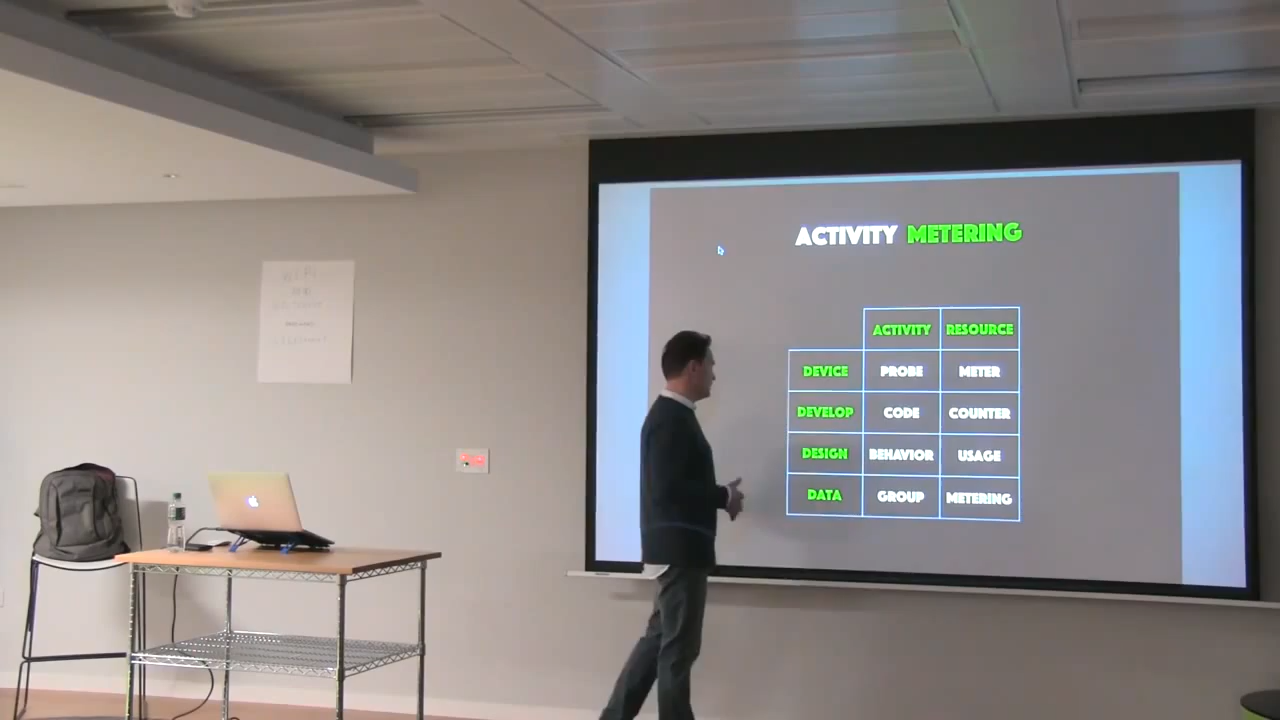 ACTIVITY METERING
ACTIVITY RESOURCE
DEVICE PROBE METER
DEVELOP CODE COUNTER
DESIGN BEHAVIOR USAGE
DATA GROUP METERING